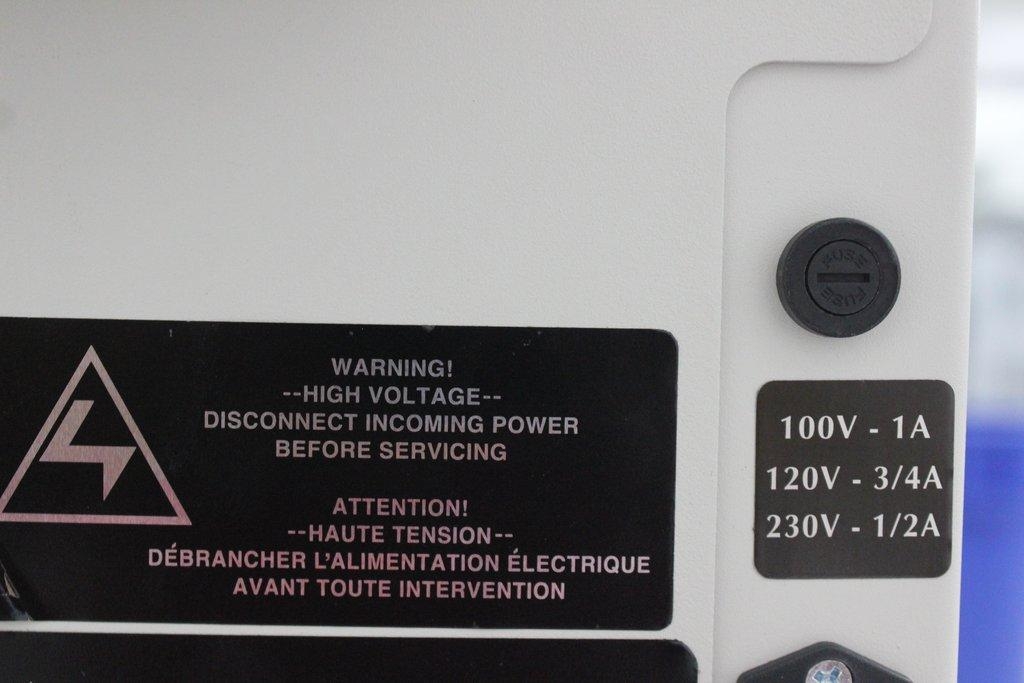 FUSE
FUSE
WARNING!
--HIGH VOLTAGE--
DISCONNECT INCOMING POWER
BEFORE SERVICING
ATTENTION!
--HAUTE TENSION--
DÉBRANCHER L'ALIMENTATION ÉLECTRIQUE
AVANT TOUTE INTERVENTION
100V - 1A
120V - 3/4A
230V - 1/2A